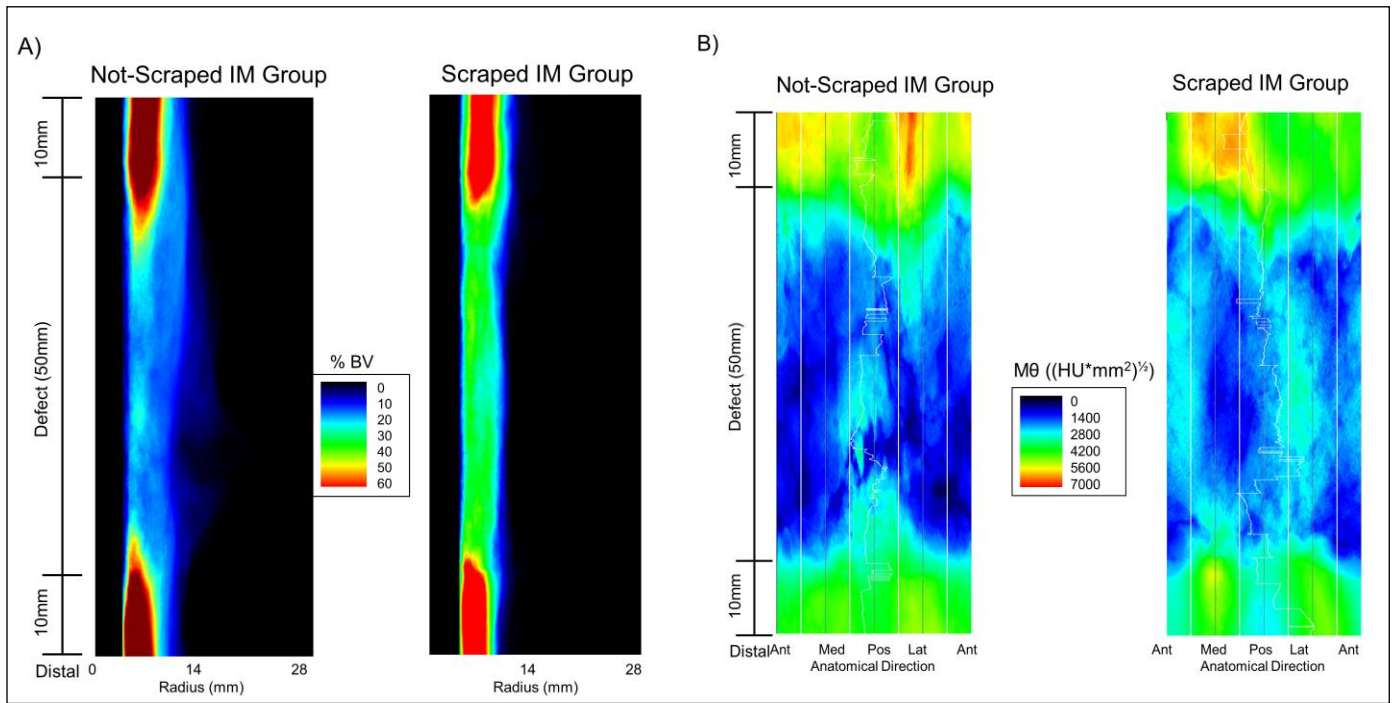 A)
Not-Scraped IM Group
Scraped IM Group
10mm
Defect (50mm)
10mm
Distal
0
14
28
Radius (mm)
14
28
Radius (mm)
% BV
0
10
20
30
40
50
60
B)
Not-Scraped IM Group
Scraped IM Group
10mm
Defect (50mm)
10mm
Distal
Ant Med Pos Lat Ant
Anatomical Direction
Mθ ((HU*mm²)^½)
0
1400
2800
4200
5600
7000
Ant Med Pos Lat Ant
Anatomical Direction